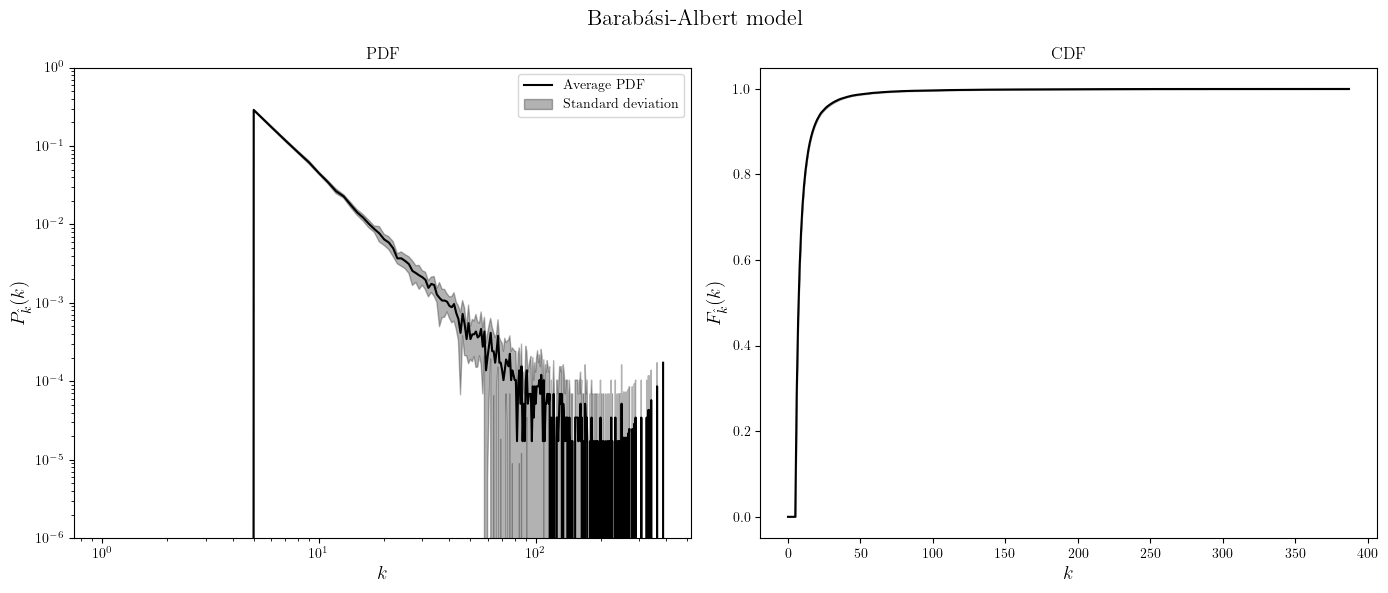 Barabási-Albert model
PDF
10^0
10^{-1}
10^{-2}
10^{-3}
10^{-4}
10^{-5}
10^{-6}
P_k(k)
Average PDF
Standard deviation
10^0
10^1
10^2
k
CDF
1.0
0.8
0.6
0.4
0.2
0.0
F_k(k)
0
50
100
150
200
250
300
350
400
k